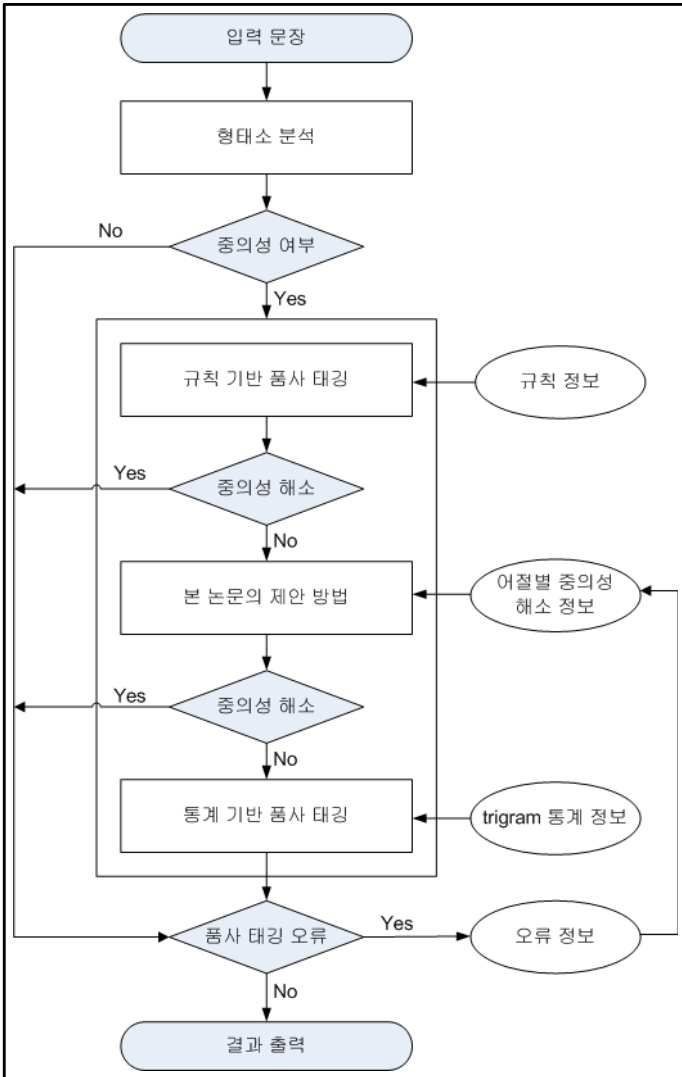 입력 문장
형태소 분석
No
중의성 여부
Yes
규칙 기반 품사 태깅
규칙 정보
Yes
중의성 해소
No
본 논문의 제안 방법
어절별 중의성
해소 정보
Yes
중의성 해소
No
통계 기반 품사 태깅
trigram 통계 정보
품사 태깅 오류
Yes
오류 정보
No
결과 출력